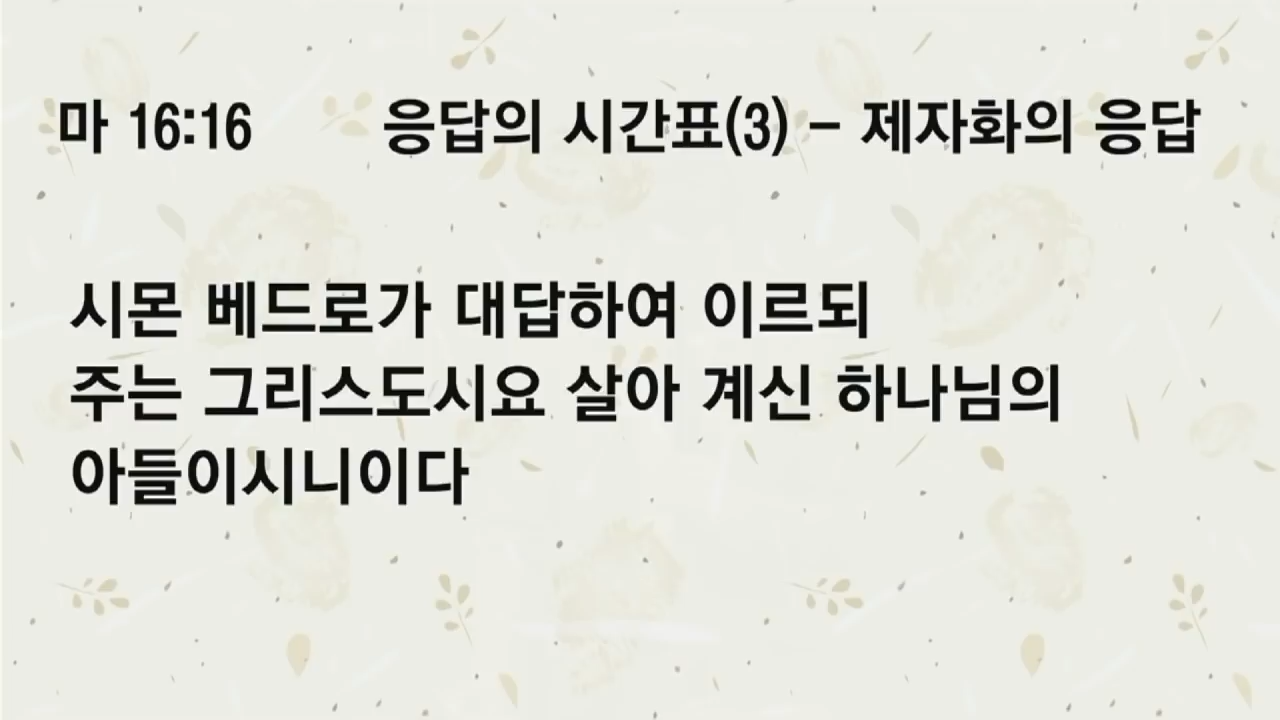 마 16:16 응답의 시간표(3) – 제자화의 응답
시몬 베드로가 대답하여 이르되
주는 그리스도시요 살아 계신 하나님의
아들이시니이다